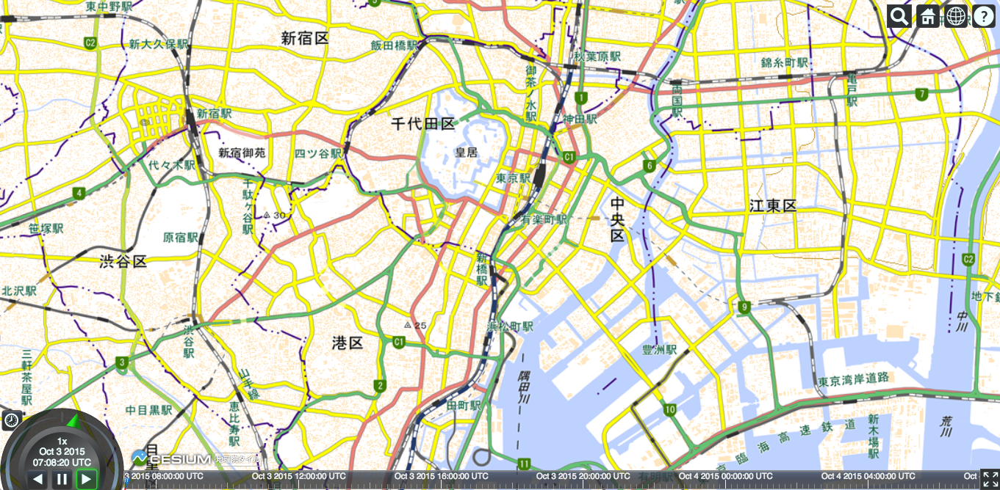 東中野駅
新大久保駅
新宿区
飯田橋駅
秋葉原駅
錦糸町駅
C2
御茶ノ水駅
両国駅
亀戸駅
1
7
新宿駅
千代田区
神田駅
新宿御苑
四ツ谷駅
皇居
C1
代々木駅
東京駅
6
4
千駄ヶ谷駅
30
有楽町駅
中央区
江東区
笹塚駅
原宿駅
渋谷区
新橋駅
C2
北沢駅
地下鉄
9
25
浜松町駅
中川
渋谷駅
港区
C1
豊洲駅
三軒茶屋駅
3
山手線
2
隅田川
東京湾岸道路
中目黒駅
恵比寿駅
田町駅
10
荒川
新木場駅
京臨海高速鉄道
11
有明駅
目黒区
CESIUM 地理院タイル
1x
Oct 3 2015
07:08:20 UTC
3 2015 08:00:00 UTC
Oct 3 2015 12:00:00 UTC
Oct 3 2015 16:00:00 UTC
Oct 3 2015 20:00:00 UTC
Oct 4 2015 00:00:00 UTC
Oct 4 2015 04:00:00 UTC
Oct